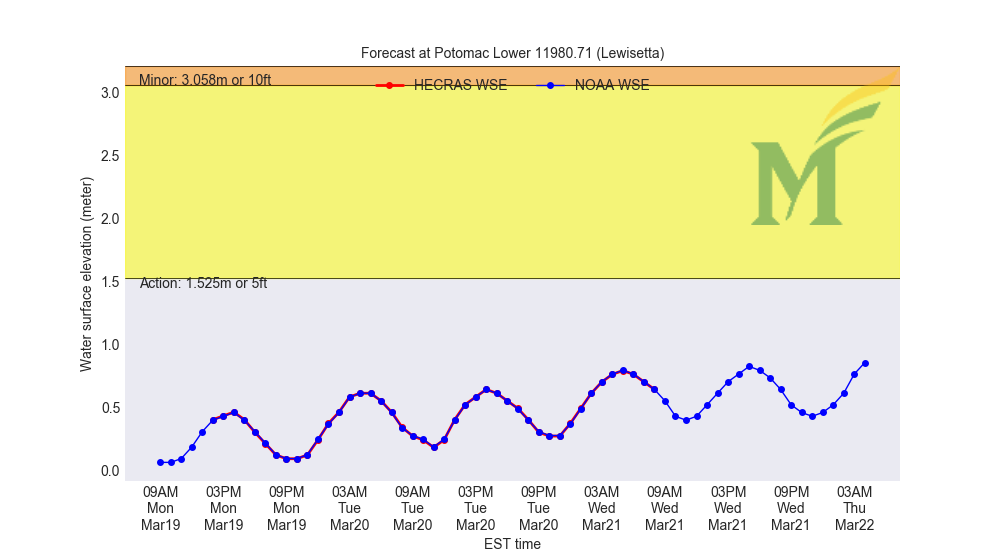 Forecast at Potomac Lower 11980.71 (Lewisetta)
Minor: 3.058m or 10ft
HECRAS WSE
NOAA WSE
3.0
2.5
2.0
1.5
1.0
0.5
0.0
Water surface elevation (meter)
Action: 1.525m or 5ft
M
09AM 03PM 09PM 03AM 09AM 03PM 09PM 03AM 09AM 03PM 09PM 03AM
Mon Mon Mon Tue Tue Tue Tue Wed Wed Wed Wed Thu
Mar19 Mar19 Mar19 Mar20 Mar20 Mar20 Mar20 Mar21 Mar21 Mar21 Mar21 Mar22
EST time